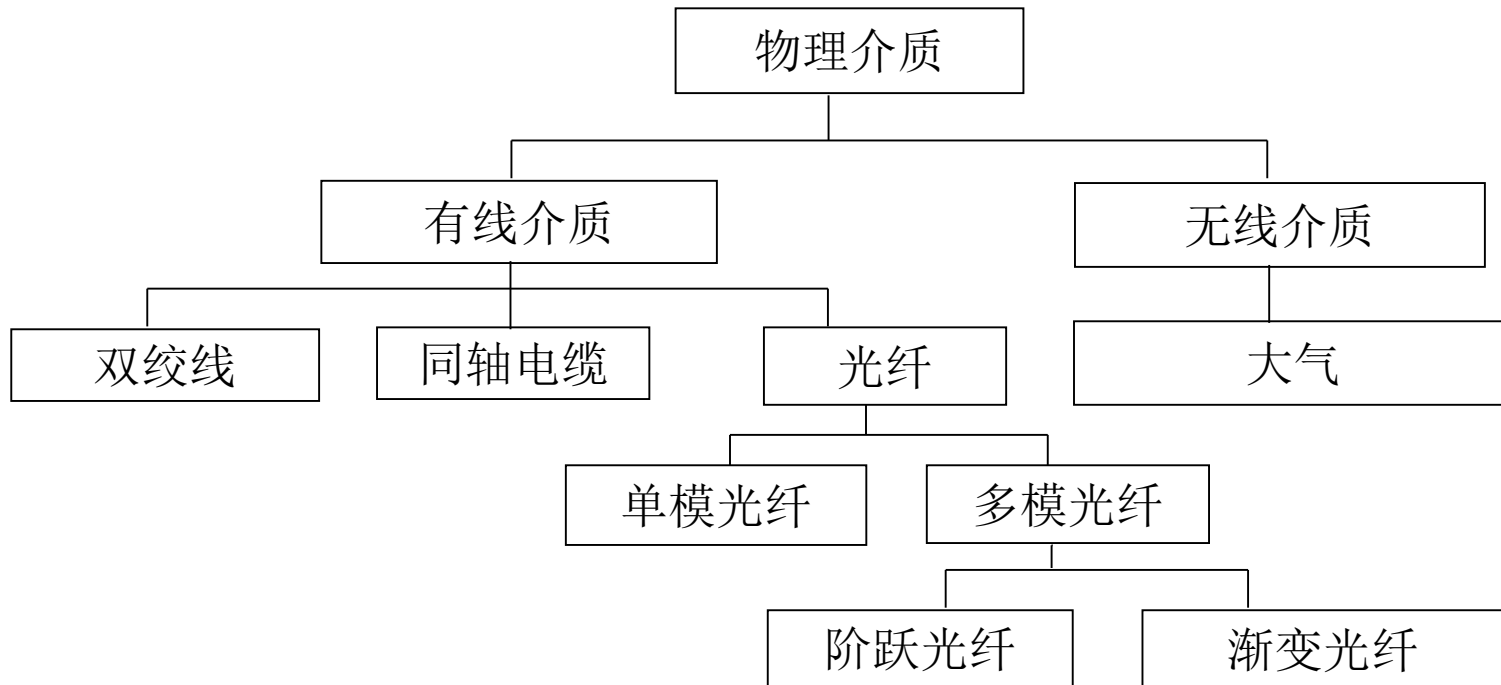 物理介质
有线介质
无线介质
双绞线
同轴电缆
光纤
大气
单模光纤
多模光纤
阶跃光纤
渐变光纤